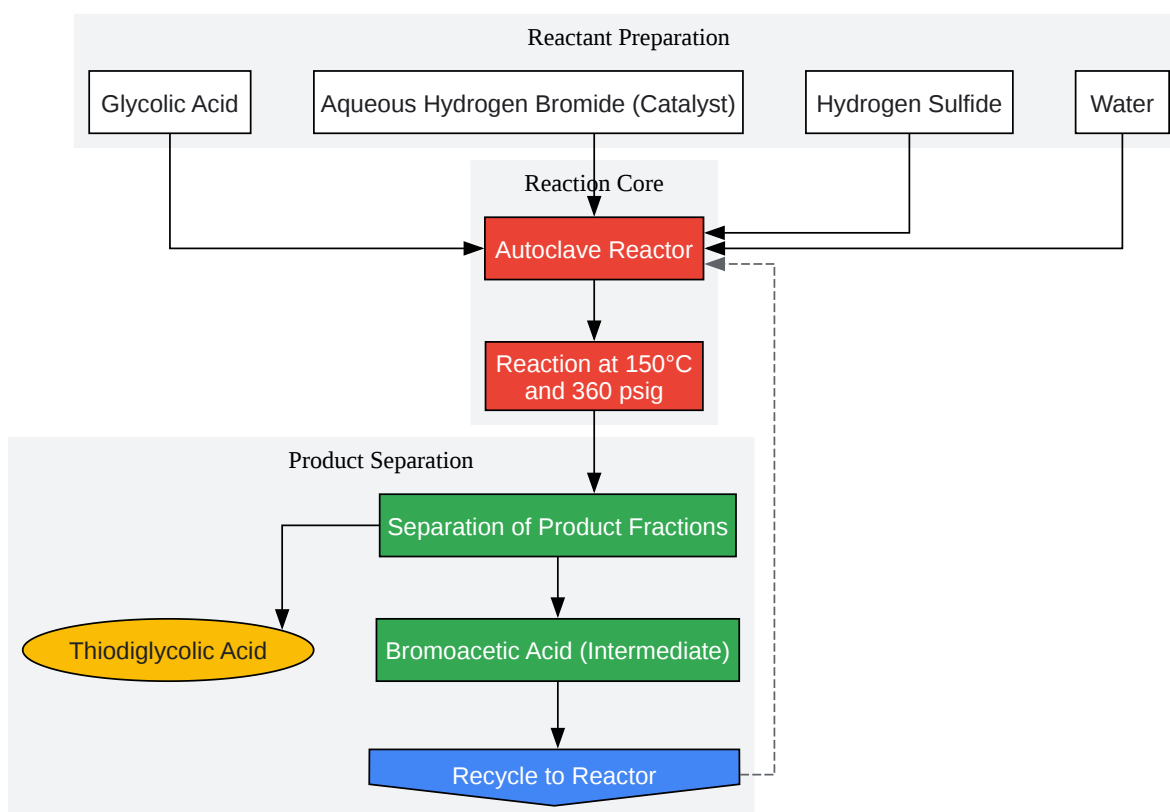 Reactant Preparation
Glycolic Acid
Aqueous Hydrogen Bromide (Catalyst)
Hydrogen Sulfide
Water
Reaction Core
Autoclave Reactor
Reaction at 150°C
and 360 psig
Product Separation
Separation of Product Fractions
Thiodiglycolic Acid
Bromoacetic Acid (Intermediate)
Recycle to Reactor